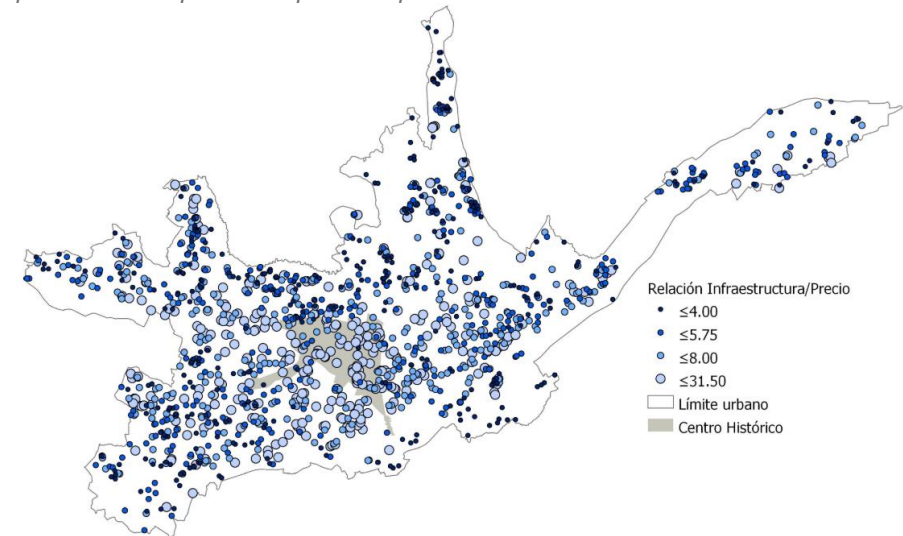 Relación Infraestructura/Precio
≤4.00
≤5.75
≤8.00
≤31.50
Límite urbano
Centro Histórico